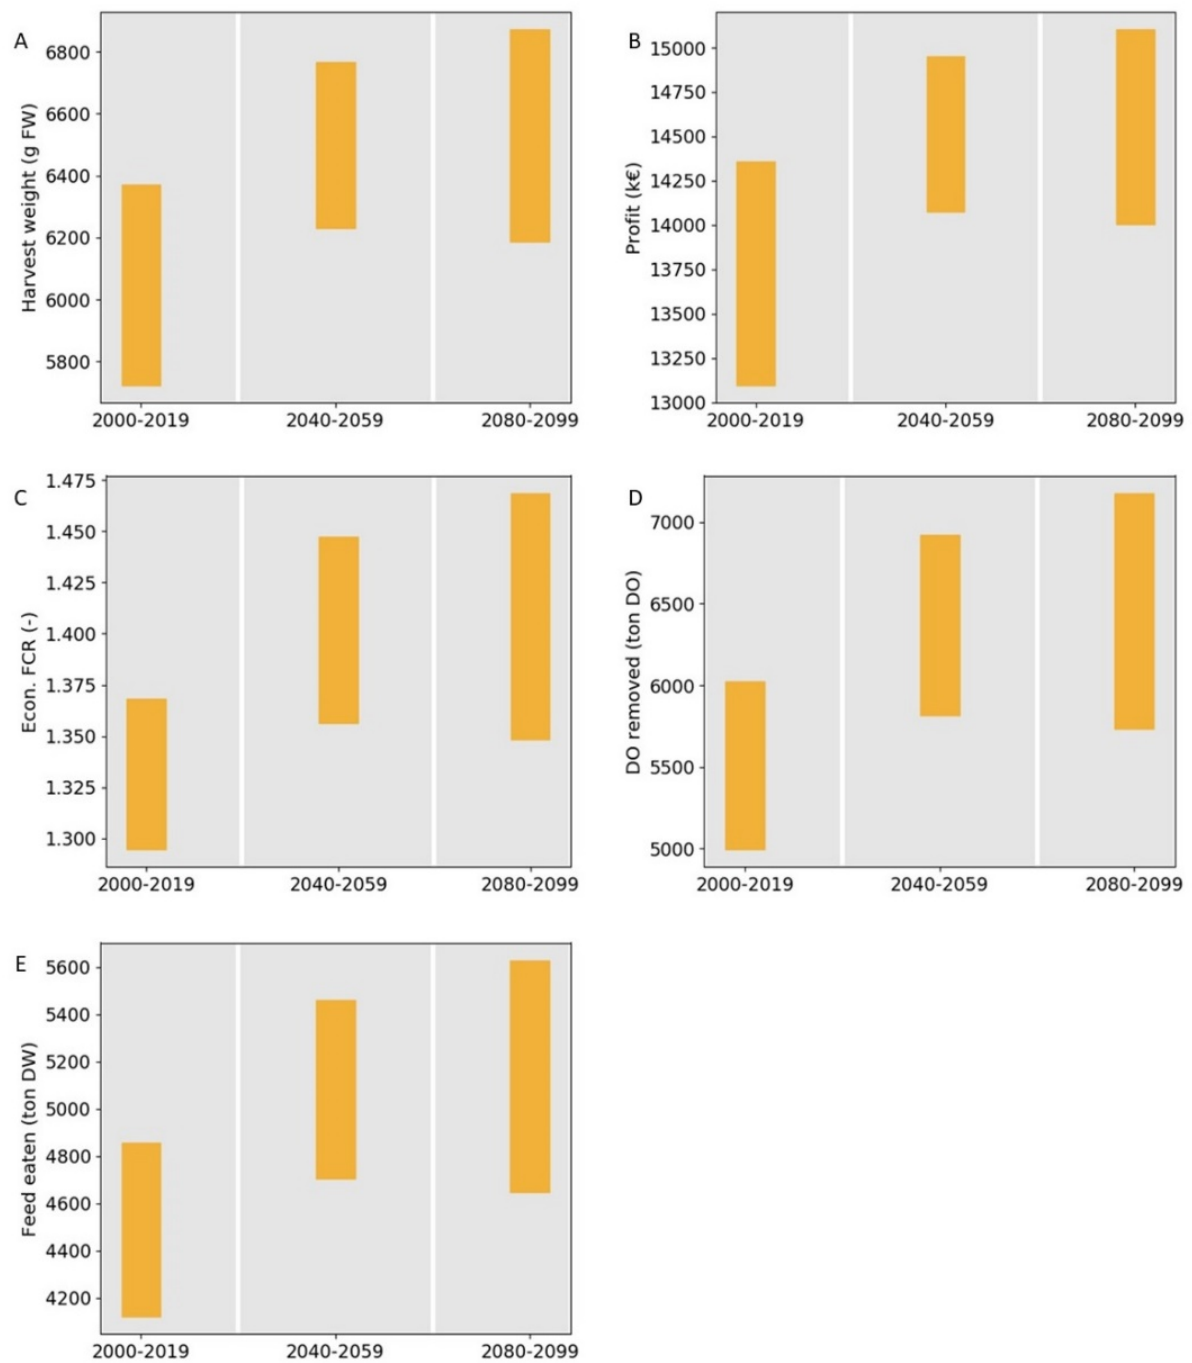 A
Harvest weight (g FW)
6800
6600
6400
6200
6000
5800
2000-2019 2040-2059 2080-2099
B
Profit (k€)
15000
14750
14500
14250
14000
13750
13500
13250
13000
2000-2019 2040-2059 2080-2099
C
Econ. FCR (-)
1.475
1.450
1.425
1.400
1.375
1.350
1.325
1.300
2000-2019 2040-2059 2080-2099
D
DO removed (ton DO)
7000
6500
6000
5500
5000
2000-2019 2040-2059 2080-2099
E
Feed eaten (ton DW)
5600
5400
5200
5000
4800
4600
4400
4200
2000-2019 2040-2059 2080-2099